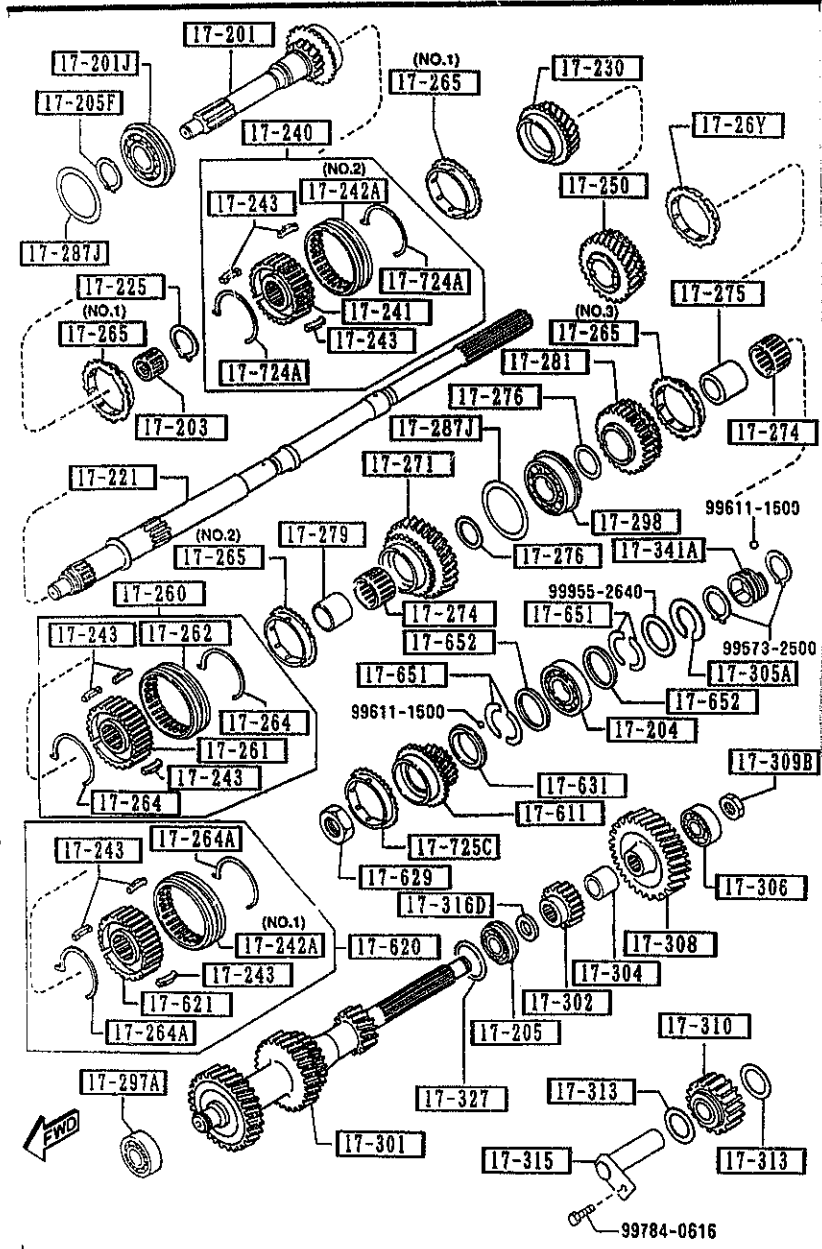 17-201
17-201J
(NO.1)
17-265
17-230
17-205F
17-240
17-26Y
(NO.2)
17-242A
17-243
17-250
17-287J
17-724A
17-225
17-241
17-275
(NO.1)
17-265
17-243
(NO.3)
17-265
17-724A
17-281
17-276
17-203
17-287J
17-274
17-271
17-221
99611-1500
17-298
(NO.2)
17-265
17-279
17-276
17-341A
17-260
99955-2640
17-274
17-651
17-243
17-262
17-652
99573-2500
17-651
17-305A
17-264
17-652
99611-1500
17-204
17-261
17-243
17-309B
17-631
17-264
17-611
17-264A
17-243
17-725C
17-629
17-306
17-316D
(NO.1)
17-242A
17-620
17-308
17-243
17-304
17-621
17-302
17-264A
17-205
17-310
17-297A
17-327
17-313
FWD
17-301
17-315
17-313
99784-0616